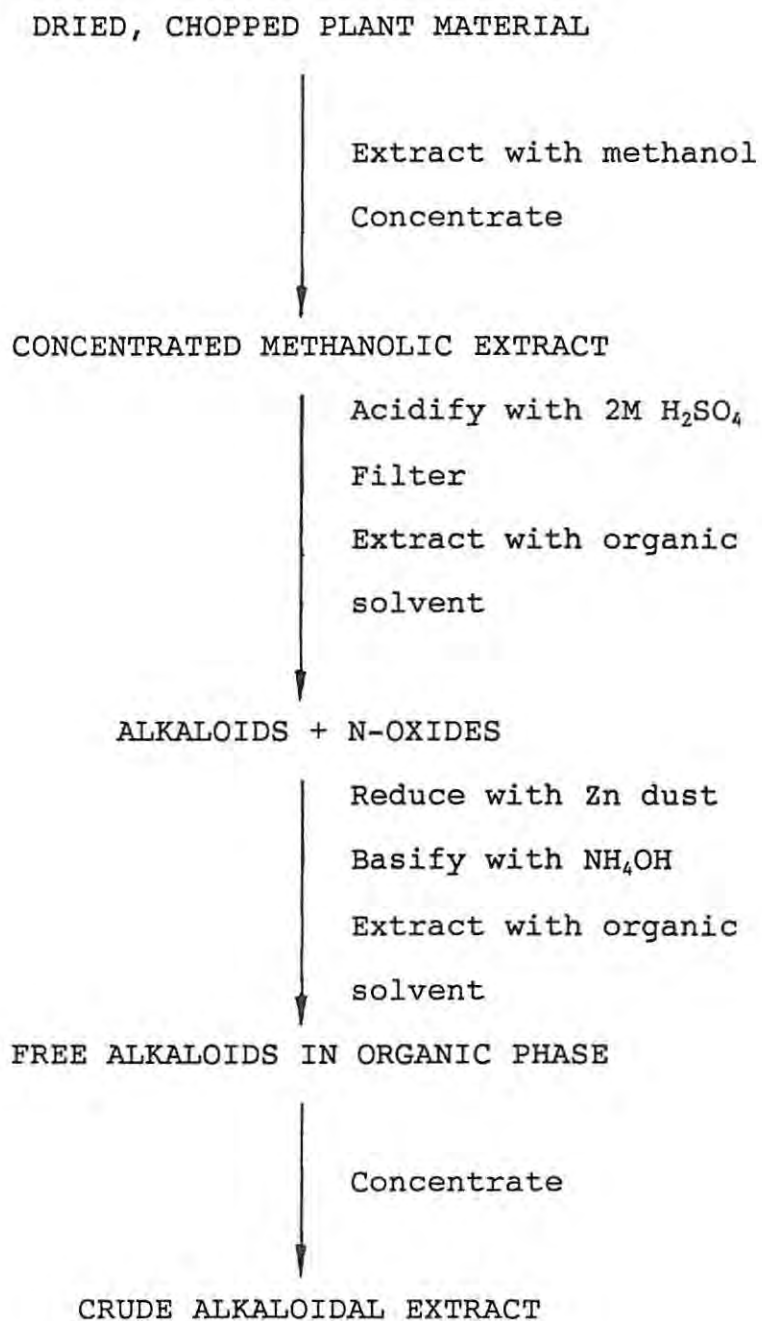 DRIED, CHOPPED PLANT MATERIAL
Extract with methanol
Concentrate
CONCENTRATED METHANOLIC EXTRACT
Acidify with 2M H₂SO₄
Filter
Extract with organic
solvent
ALKALOIDS + N-OXIDES
Reduce with Zn dust
Basify with NH₄OH
Extract with organic
solvent
FREE ALKALOIDS IN ORGANIC PHASE
Concentrate
CRUDE ALKALOIDAL EXTRACT